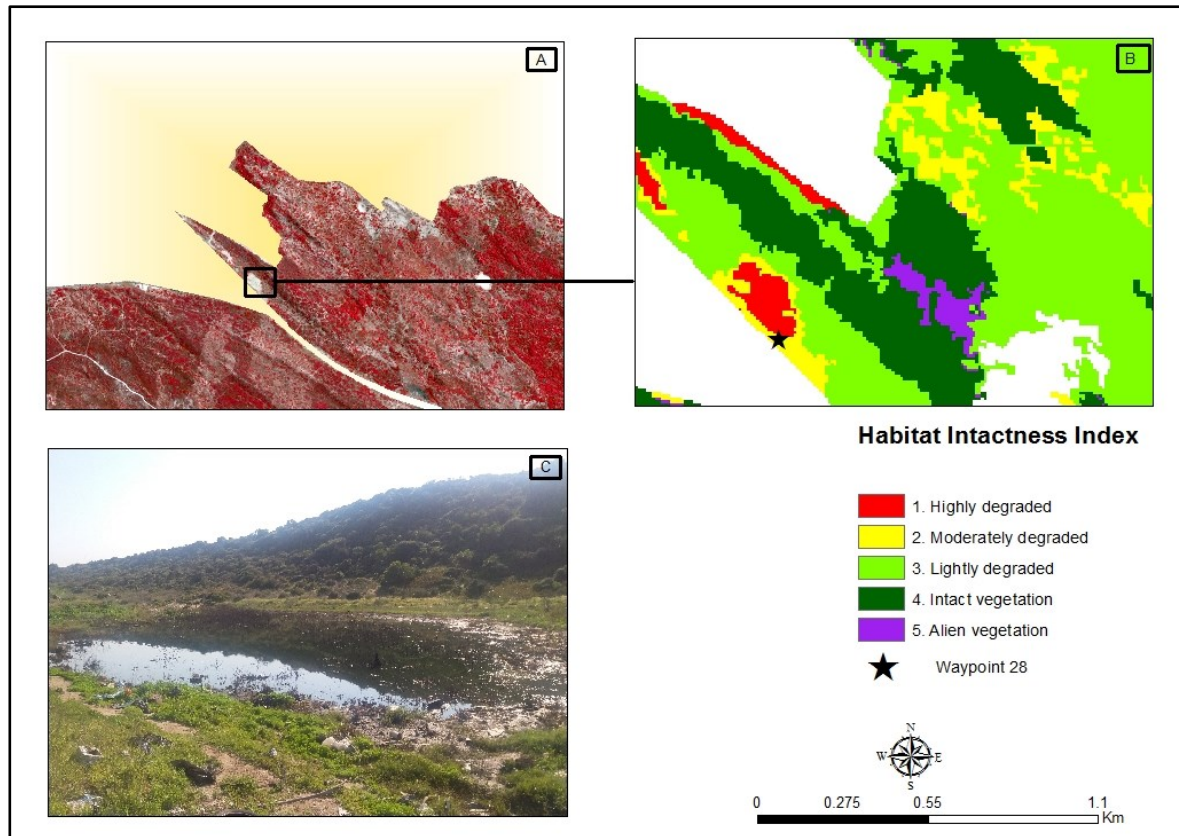 A
B
C
Habitat Intactness Index
1. Highly degraded
2. Moderately degraded
3. Lightly degraded
4. Intact vegetation
5. Alien vegetation
Waypoint 28
N
W E
S
0 0.275 0.55 1.1
Km